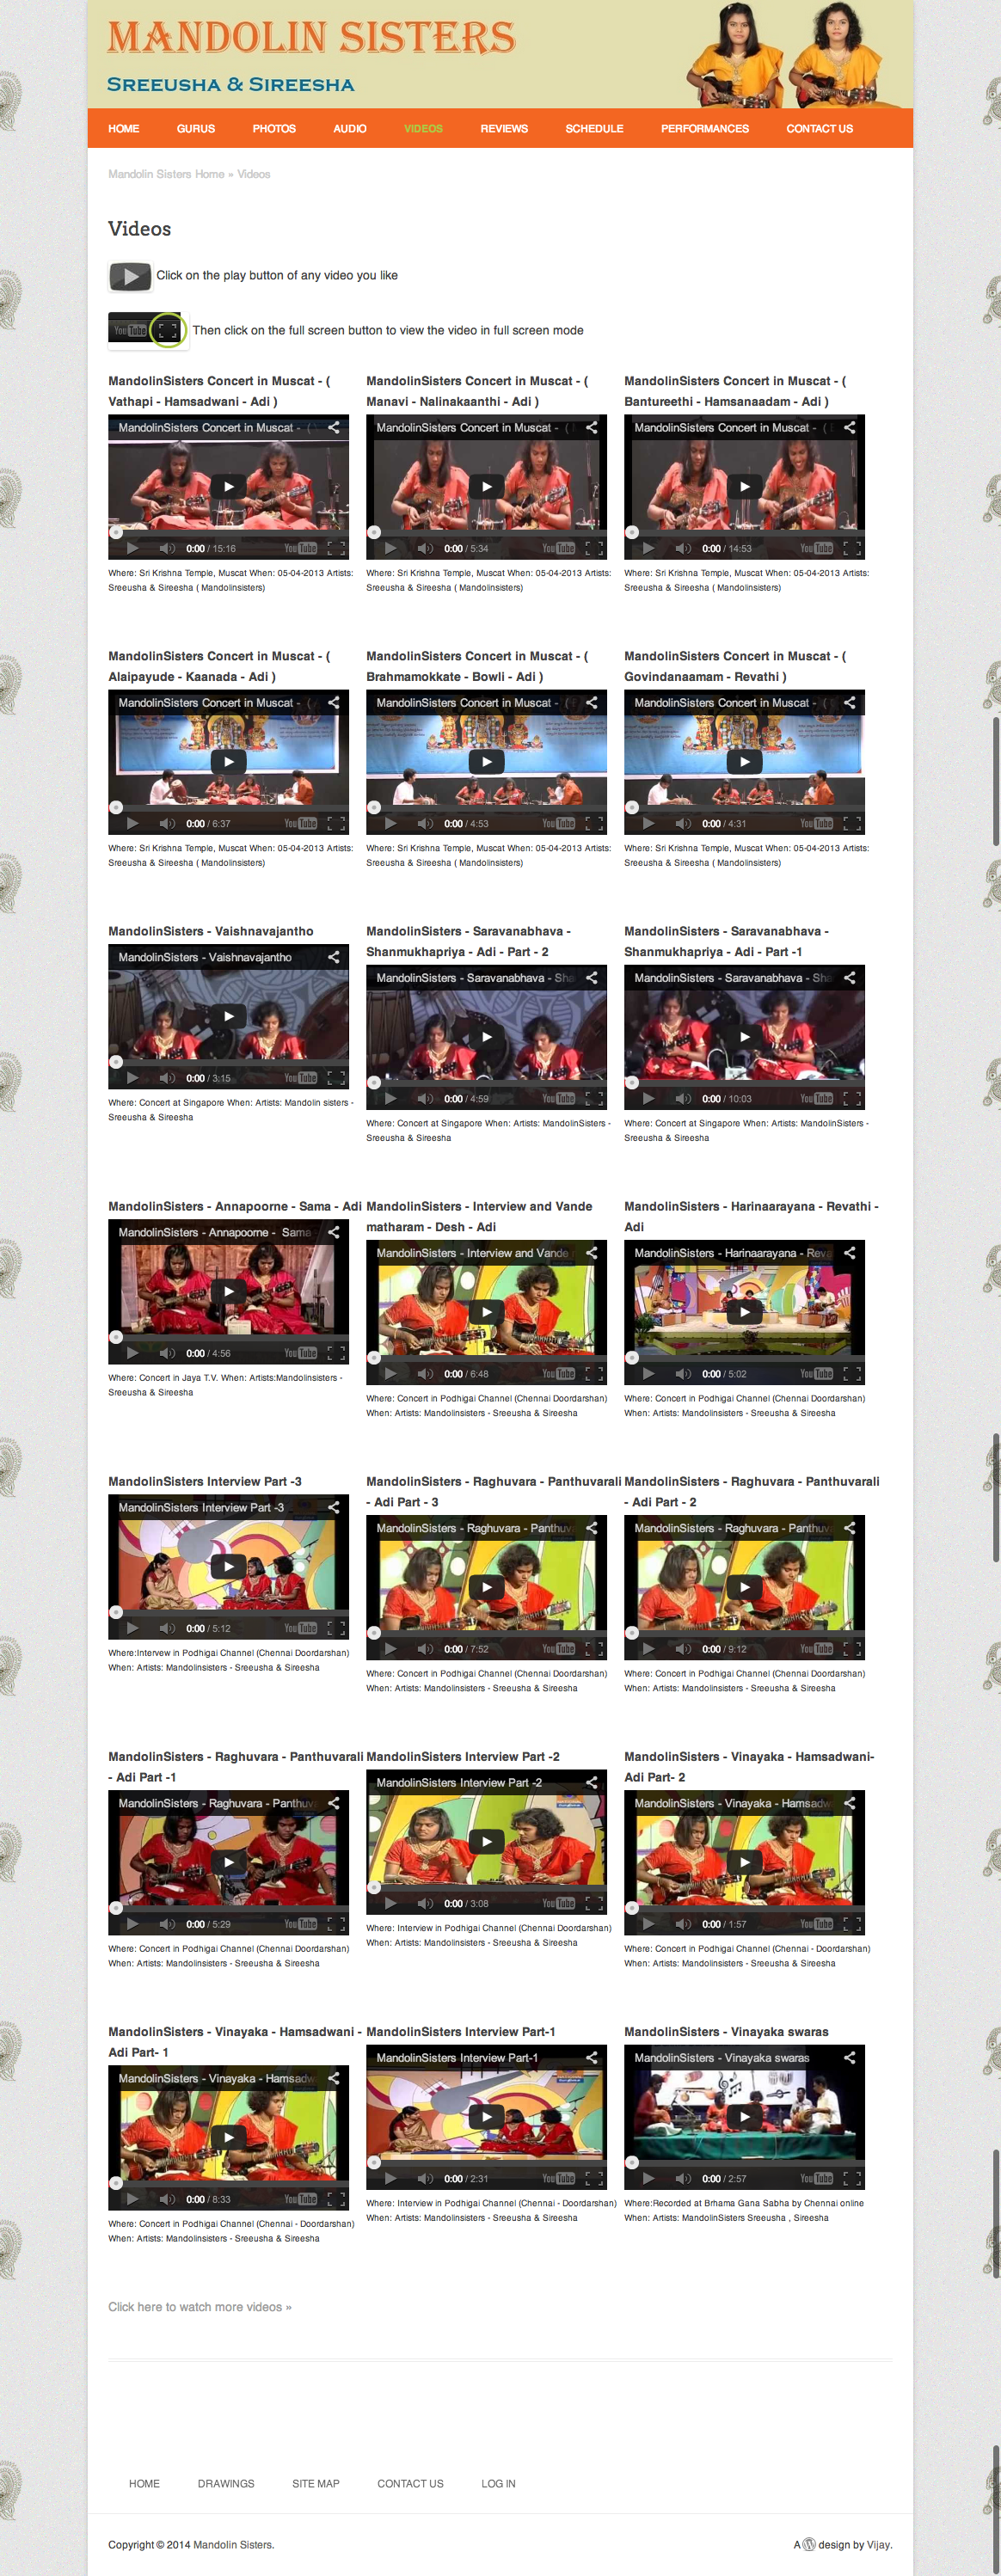 MANDOLIN SISTERS
SREEUSHA & SIREESHA
HOME GURUS PHOTOS AUDIO VIDEOS REVIEWS SCHEDULE PERFORMANCES CONTACT US
Mandolin Sisters Home » Videos
Videos
Click on the play button of any video you like
YouTube
Then click on the full screen button to view the video in full screen mode
MandolinSisters Concert in Muscat - (
Vathapi - Hamsadwani - Adi )
MandolinSisters Concert in Muscat - (
0:00 / 15:16 YouTube
Where: Sri Krishna Temple, Muscat When: 05-04-2013 Artists:
Sreeusha & Sireesha ( Mandolinsisters)
MandolinSisters Concert in Muscat - (
Manavi - Nalinakaanthi - Adi )
MandolinSisters Concert in Muscat - (
0:00 / 5:34 YouTube
Where: Sri Krishna Temple, Muscat When: 05-04-2013 Artists:
Sreeusha & Sireesha ( Mandolinsisters)
MandolinSisters Concert in Muscat - (
Bantureethi - Hamsanaadam - Adi )
MandolinSisters Concert in Muscat - (
0:00 / 14:53 YouTube
Where: Sri Krishna Temple, Muscat When: 05-04-2013 Artists:
Sreeusha & Sireesha ( Mandolinsisters)
MandolinSisters Concert in Muscat - (
Alaipayude - Kaanada - Adi )
MandolinSisters Concert in Muscat - (
0:00 / 6:37 YouTube
Where: Sri Krishna Temple, Muscat When: 05-04-2013 Artists:
Sreeusha & Sireesha ( Mandolinsisters)
MandolinSisters Concert in Muscat - (
Brahmamokkate - Bowli - Adi )
MandolinSisters Concert in Muscat - (
0:00 / 4:53 YouTube
Where: Sri Krishna Temple, Muscat When: 05-04-2013 Artists:
Sreeusha & Sireesha ( Mandolinsisters)
MandolinSisters Concert in Muscat - (
Govindanaamam - Revathi )
MandolinSisters Concert in Muscat - (
0:00 / 4:31 YouTube
Where: Sri Krishna Temple, Muscat When: 05-04-2013 Artists:
Sreeusha & Sireesha ( Mandolinsisters)
MandolinSisters - Vaishnavajantho
MandolinSisters - Vaishnavajantho
0:00 / 3:15 YouTube
Where: Concert at Singapore When: Artists: Mandolin sisters -
Sreeusha & Sireesha
MandolinSisters - Saravanabhava -
Shanmukhapriya - Adi - Part - 2
MandolinSisters - Saravanabhava - Sha
0:00 / 4:59 YouTube
Where: Concert at Singapore When: Artists: MandolinSisters -
Sreeusha & Sireesha
MandolinSisters - Saravanabhava -
Shanmukhapriya - Adi - Part -1
MandolinSisters - Saravanabhava - Sha
0:00 / 10:03 YouTube
Where: Concert at Singapore When: Artists: MandolinSisters -
Sreeusha & Sireesha
MandolinSisters - Annapoorne - Sama - Adi
MandolinSisters - Annapoorne - Sama
0:00 / 4:56 YouTube
Where: Concert in Jaya T.V. When: Artists:Mandolinsisters -
Sreeusha & Sireesha
MandolinSisters - Interview and Vande
matharam - Desh - Adi
MandolinSisters - Interview and Vande
0:00 / 6:48 YouTube
Where: Concert in Podhigai Channel (Chennai Doordarshan)
When: Artists: Mandolinsisters - Sreeusha & Sireesha
MandolinSisters - Harinaarayana - Revathi -
Adi
MandolinSisters - Harinaarayana - Reva
0:00 / 5:02 YouTube
Where: Concert in Podhigai Channel (Chennai Doordarshan)
When: Artists: Mandolinsisters - Sreeusha & Sireesha
MandolinSisters Interview Part -3
MandolinSisters Interview Part -3
0:00 / 5:12 YouTube
Where:Intervew in Podhigai Channel (Chennai Doordarshan)
When: Artists: Mandolinsisters - Sreeusha & Sireesha
MandolinSisters - Raghuvara - Panthuvarali
- Adi Part - 3
MandolinSisters - Raghuvara - Panthuv
0:00 / 7:52 YouTube
Where: Concert in Podhigai Channel (Chennai Doordarshan)
When: Artists: Mandolinsisters - Sreeusha & Sireesha
MandolinSisters - Raghuvara - Panthuvarali
- Adi Part - 2
MandolinSisters - Raghuvara - Panthuv
0:00 / 9:12 YouTube
Where: Concert in Podhigai Channel (Chennai Doordarshan)
When: Artists: Mandolinsisters - Sreeusha & Sireesha
MandolinSisters - Raghuvara - Panthuvarali
- Adi Part -1
MandolinSisters - Raghuvara - Panthuv
0:00 / 5:29 YouTube
Where: Concert in Podhigai Channel (Chennai Doordarshan)
When: Artists: Mandolinsisters - Sreeusha & Sireesha
MandolinSisters Interview Part -2
MandolinSisters Interview Part -2
0:00 / 3:08 YouTube
Where: Interview in Podhigai Channel (Chennai Doordarshan)
When: Artists: Mandolinsisters - Sreeusha & Sireesha
MandolinSisters - Vinayaka - Hamsadwani-
Adi Part- 2
MandolinSisters - Vinayaka - Hamsadw
0:00 / 1:57 YouTube
Where: Concert in Podhigai Channel (Chennai - Doordarshan)
When: Artists: Mandolinsisters - Sreeusha & Sireesha
MandolinSisters - Vinayaka - Hamsadwani -
Adi Part- 1
MandolinSisters - Vinayaka - Hamsadw
0:00 / 8:33 YouTube
Where: Concert in Podhigai Channel (Chennai - Doordarshan)
When: Artists: Mandolinsisters - Sreeusha & Sireesha
MandolinSisters Interview Part-1
MandolinSisters Interview Part-1
0:00 / 2:31 YouTube
Where: Interview in Podhigai Channel (Chennai - Doordarshan)
When: Artists: Mandolinsisters - Sreeusha & Sireesha
MandolinSisters - Vinayaka swaras
MandolinSisters - Vinayaka swaras
0:00 / 2:57 YouTube
Where:Recorded at Brhama Gana Sabha by Chennai online
When: Artists: MandolinSisters Sreeusha , Sireesha
Click here to watch more videos »
HOME DRAWINGS SITE MAP CONTACT US LOG IN
Copyright © 2014 Mandolin Sisters.
A design by Vijay.